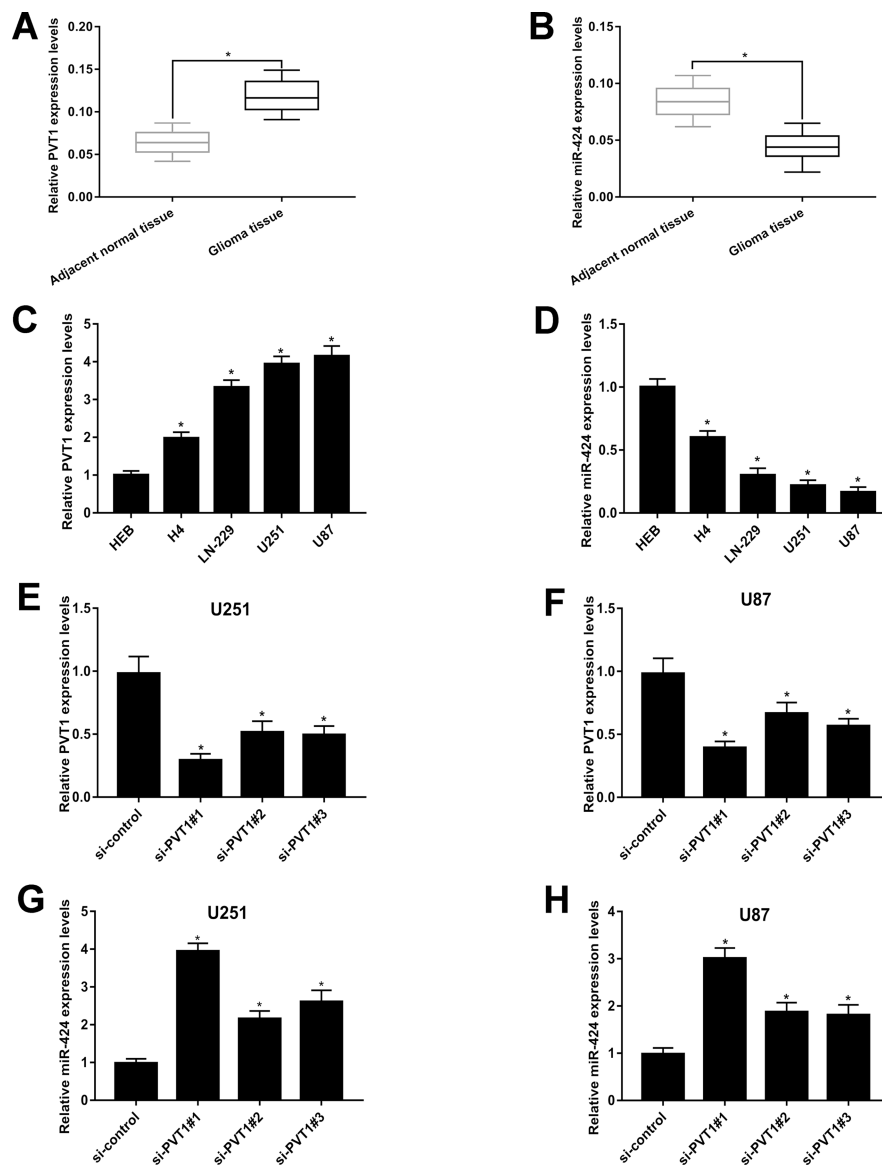 A
Relative PVT1 expression levels
0.20
0.15
0.10
0.05
0.00
*
Adjacent normal tissue
Glioma tissue
B
Relative miR-424 expression levels
0.15
0.10
0.05
0.00
*
Adjacent normal tissue
Glioma tissue
C
Relative PVT1 expression levels
5
4
3
2
1
0
* * * *
HEB H4 LN-229 U251 U87
D
Relative miR-424 expression levels
1.5
1.0
0.5
0.0
* * * *
HEB H4 LN-229 U251 U87
E
U251
Relative PVT1 expression levels
1.5
1.0
0.5
0.0
* * *
si-control si-PVT1#1 si-PVT1#2 si-PVT1#3
F
U87
Relative PVT1 expression levels
1.5
1.0
0.5
0.0
* * *
si-control si-PVT1#1 si-PVT1#2 si-PVT1#3
G
U251
Relative miR-424 expression levels
5
4
3
2
1
0
* * *
si-control si-PVT1#1 si-PVT1#2 si-PVT1#3
H
U87
Relative miR-424 expression levels
4
3
2
1
0
* * *
si-control si-PVT1#1 si-PVT1#2 si-PVT1#3